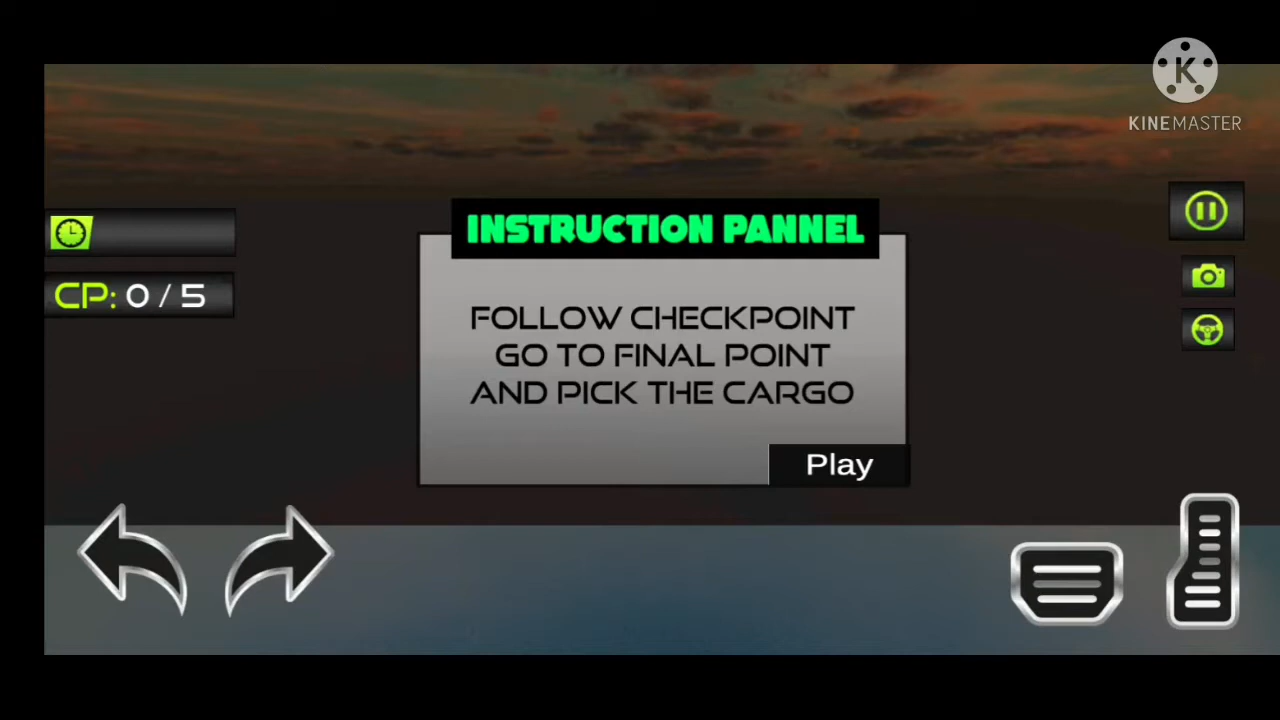 K
KINEMASTER
INSTRUCTION PANNEL
CP: 0 / 5
FOLLOW CHECKPOINT
GO TO FINAL POINT
AND PICK THE CARGO
Play